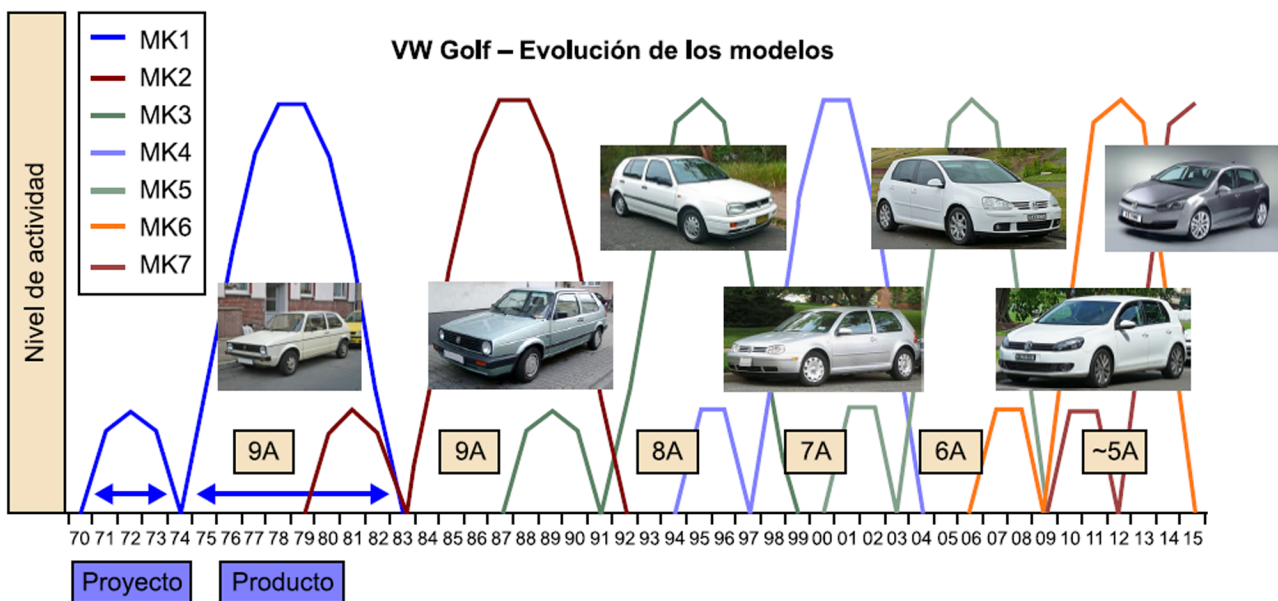 MK1
MK2
MK3
MK4
MK5
MK6
MK7
VW Golf – Evolución de los modelos
Nivel de actividad
9A
9A
8A
7A
6A
~5A
70 71 72 73 74 75 76 77 78 79 80 81 82 83 84 85 86 87 88 89 90 91 92 93 94 95 96 97 98 99 00 01 02 03 04 05 06 07 08 09 10 11 12 13 14 15
Proyecto
Producto